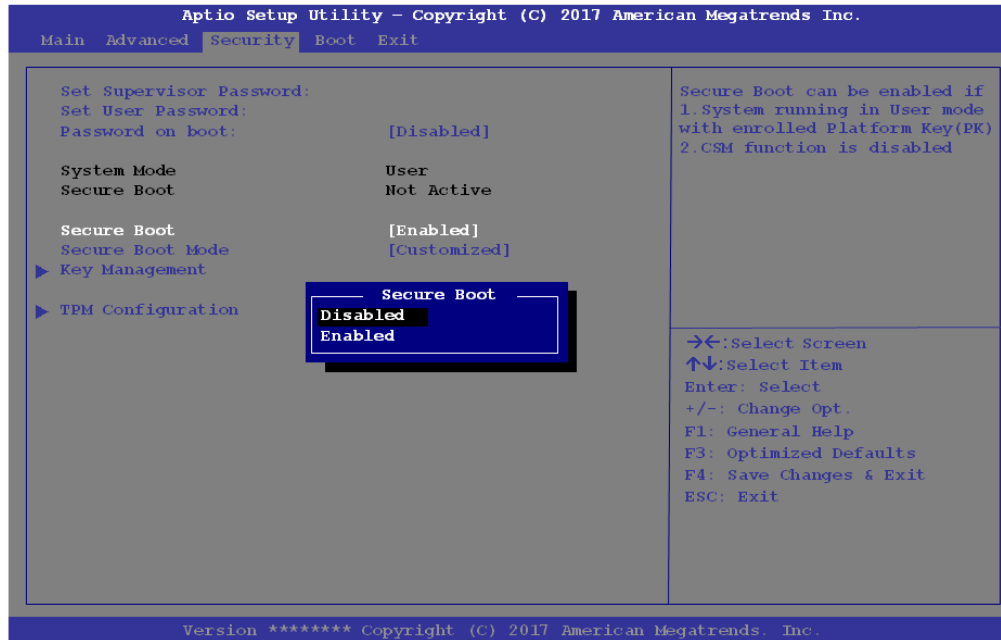 Aptio Setup Utility – Copyright (C) 2017 American Megatrends Inc.
Main Advanced Security Boot Exit
Set Supervisor Password:
Set User Password:
Password on boot: [Disabled]
System Mode User
Secure Boot Not Active
Secure Boot [Enabled]
Secure Boot Mode [Customized]
Key Management
TPM Configuration
Secure Boot
Disabled
Enabled
Secure Boot can be enabled if
1.System running in User mode
with enrolled Platform Key(PK)
2.CSM function is disabled
→←:Select Screen
↑↓:Select Item
Enter: Select
+/-: Change Opt.
F1: General Help
F3: Optimized Defaults
F4: Save Changes & Exit
ESC: Exit
Version ******** Copyright (C) 2017 American Megatrends. Inc.